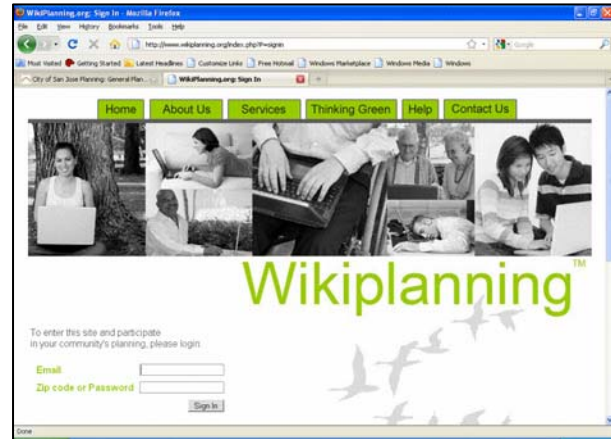 WikiPlanning.org: Sign In - Mozilla Firefox
File Edit View History Bookmarks Tools Help
http://www.wikiplanning.org/index.php?P=signin
Google
Most Visited Getting Started Latest Headlines Customize Links Free Hotmail Windows Marketplace Windows Media Windows
City of San Jose Planning: General Plan... WikiPlanning.org: Sign In
Home About Us Services Thinking Green Help Contact Us
Wikiplanning™
To enter this site and participate
in your community's planning, please login.
Email
Zip code or Password
Sign In
Done